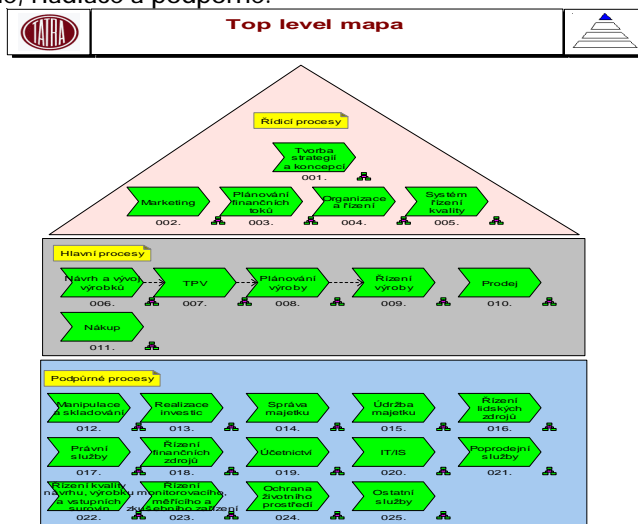 Top level mapa
Řídicí procesy
Tvorba
strategií
a koncepcí
001.
Marketing
002.
Plánování
finančních
toků
003.
Organizace
a řízení
004.
Systém
řízení
kvality
005.
Hlavní procesy
Návrh a vývoj
výrobků
006.
TPV
007.
Plánování
výroby
008.
Řízení
výroby
009.
Prodej
010.
Nákup
011.
Podpůrné procesy
Manipulace
a skladování
012.
Realizace
investic
013.
Správa
majetku
014.
Údržba
majetku
015.
Řízení
lidských
zdrojů
016.
Právní
služby
017.
Řízení
finančních
zdrojů
018.
Účetnictví
019.
IT/IS
020.
Poprodejní
služby
021.
Řízení kvality
návrhu, výrobku
a vstupních
surovin
022.
Řízení
monitorovacího,
měřícího a
zkušebního zařízení
023.
Ochrana
životního
prostředí
024.
Ostatní
služby
025.